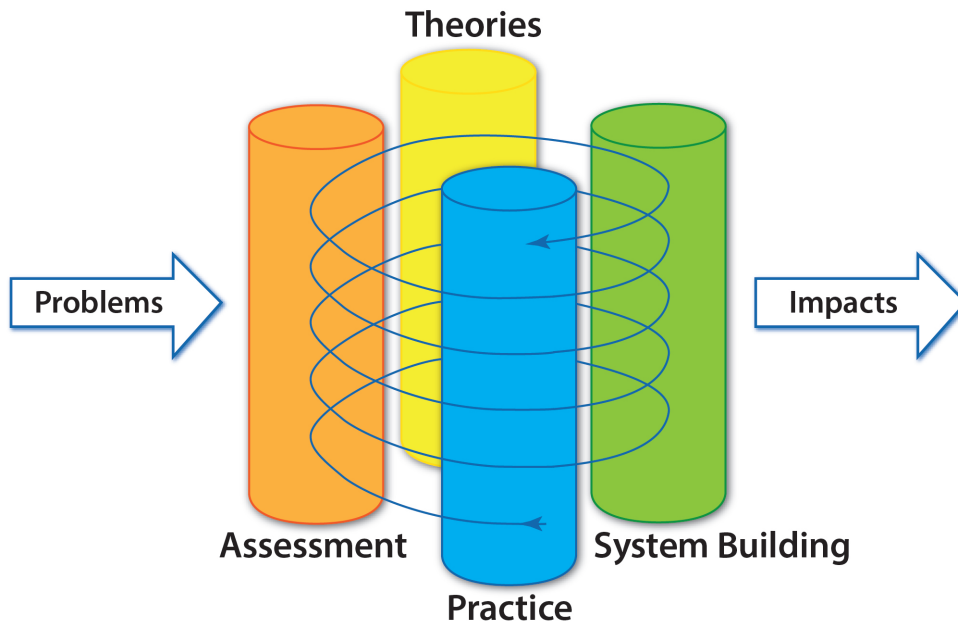 Theories
Problems
Impacts
Assessment
System Building
Practice